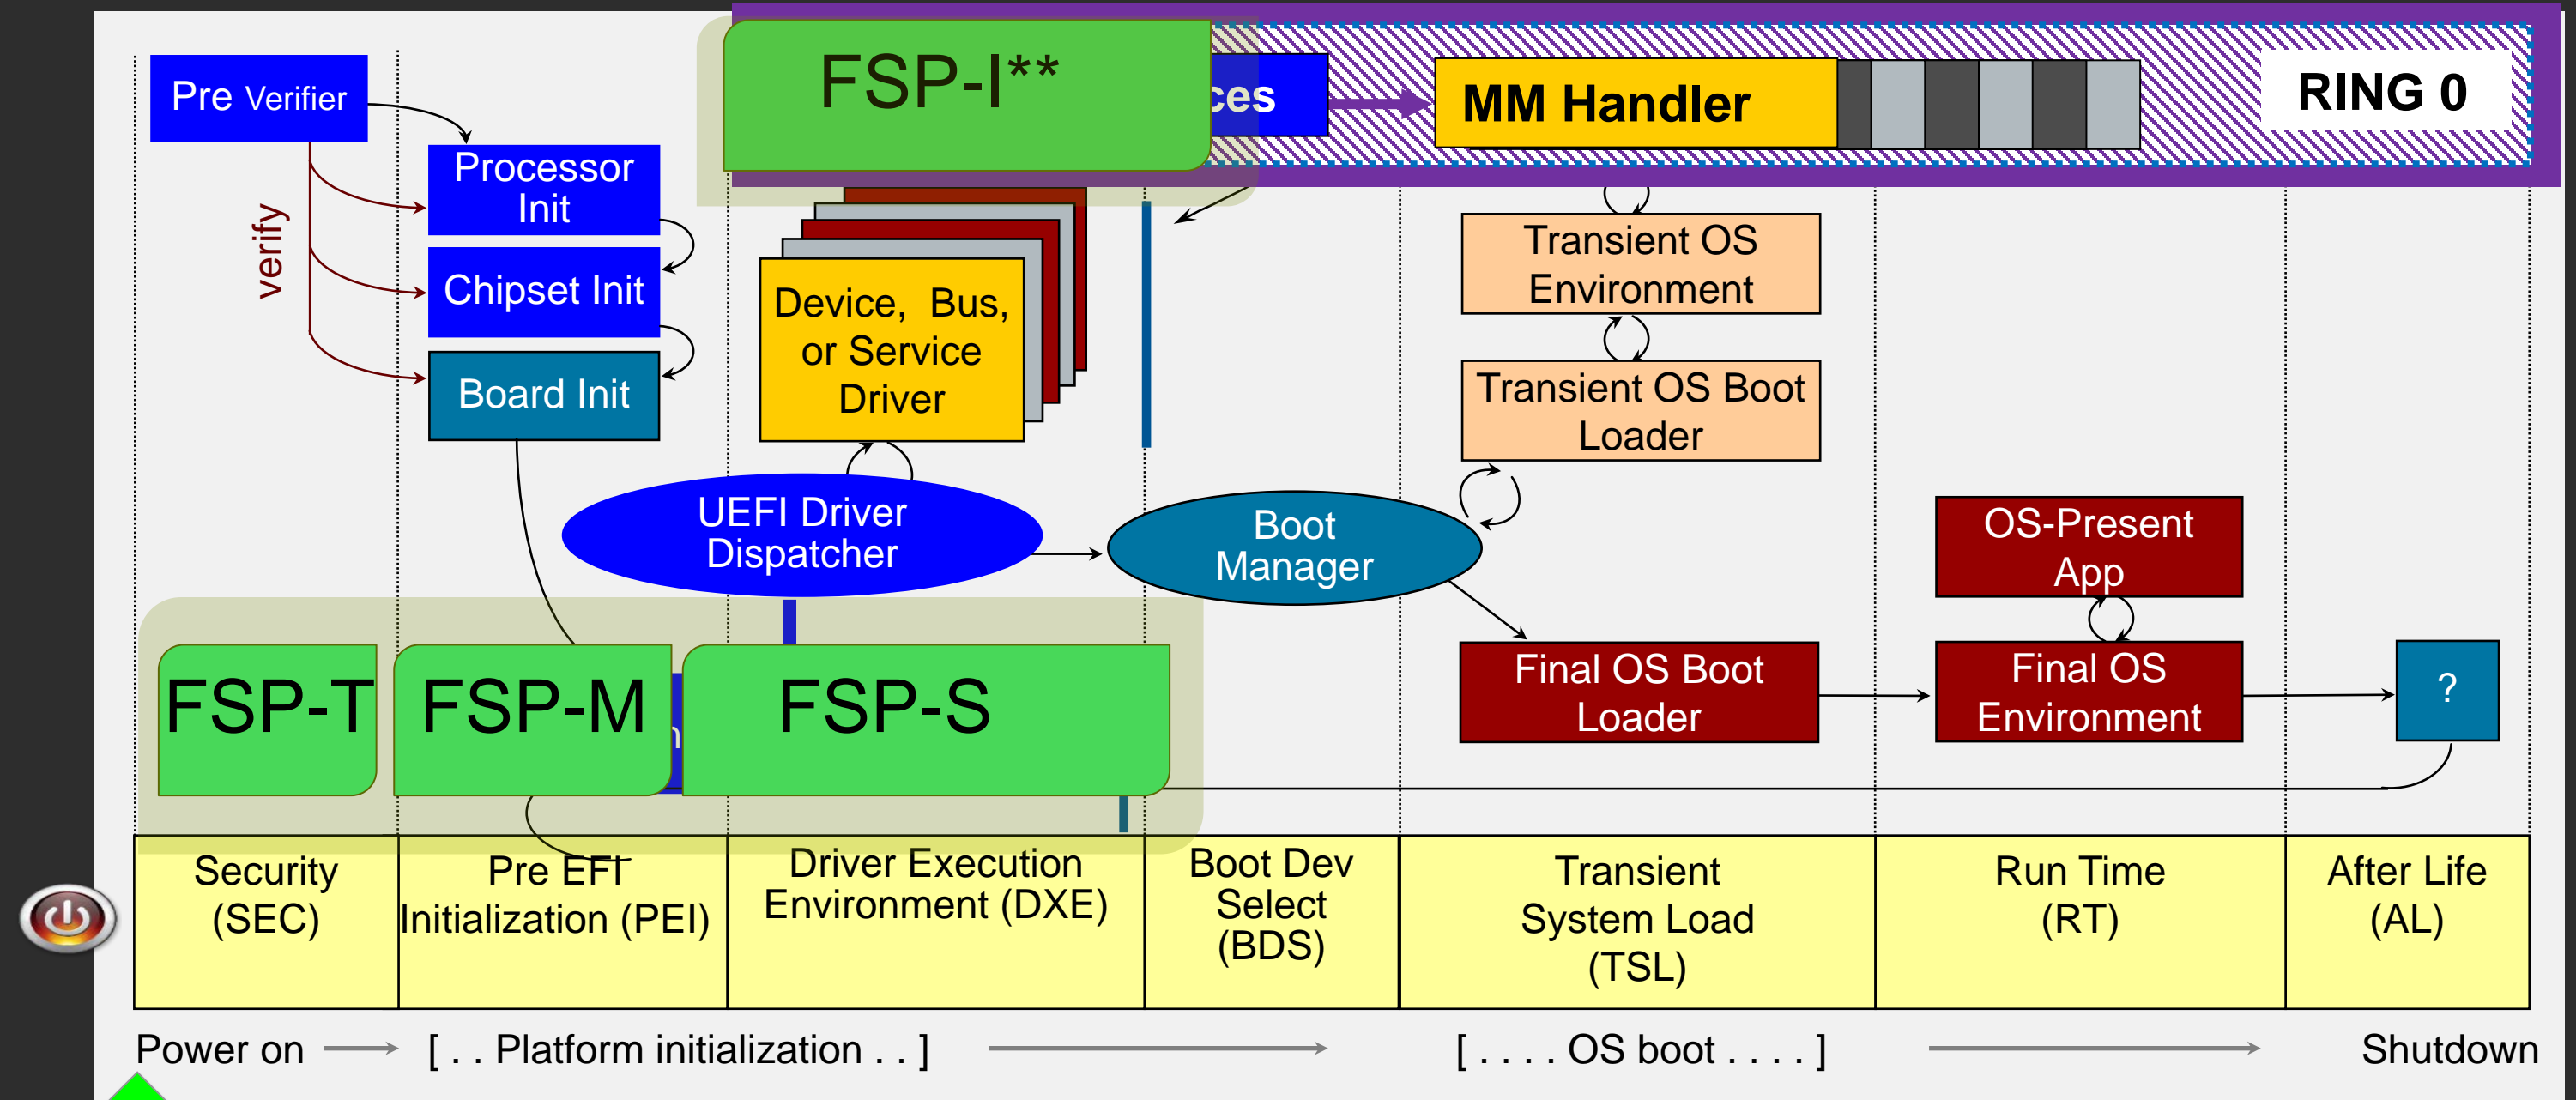 Pre Verifier
FSP-I**
MM Handler
RING 0
verify
Processor
Init
Chipset Init
Board Init
Device, Bus,
or Service
Driver
UEFI Driver
Dispatcher
Boot
Manager
Transient OS
Environment
Transient OS Boot
Loader
OS-Present
App
FSP-T
FSP-M
FSP-S
Final OS Boot
Loader
Final OS
Environment
?
Security
(SEC)
Pre EFI
Initialization (PEI)
Driver Execution
Environment (DXE)
Boot Dev
Select
(BDS)
Transient
System Load
(TSL)
Run Time
(RT)
After Life
(AL)
Power on
[ . . Platform initialization . . ]
[ . . . . OS boot . . . . ]
Shutdown